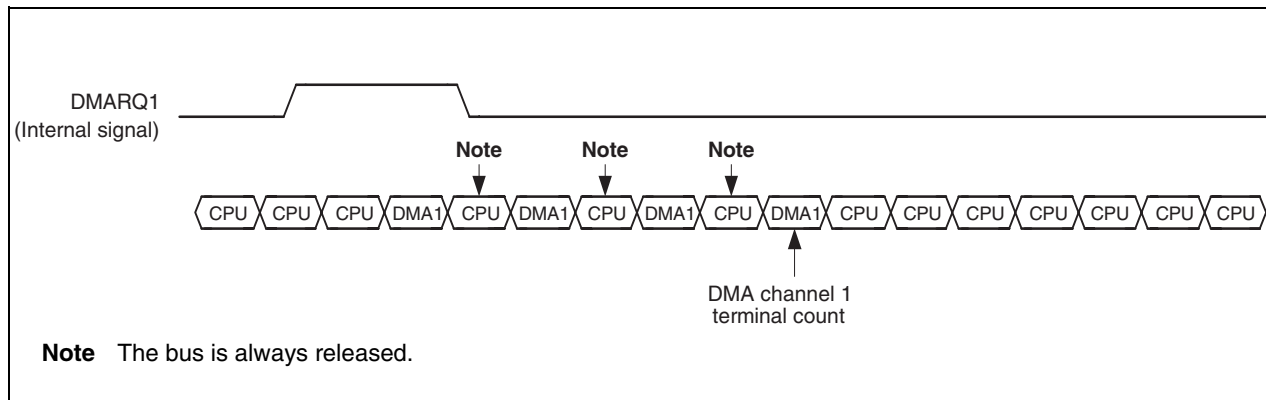 DMARQ1
(Internal signal)
Note Note Note
CPU CPU CPU DMA1 CPU DMA1 CPU DMA1 CPU DMA1 CPU CPU CPU CPU CPU CPU CPU
DMA channel 1
terminal count
Note The bus is always released.